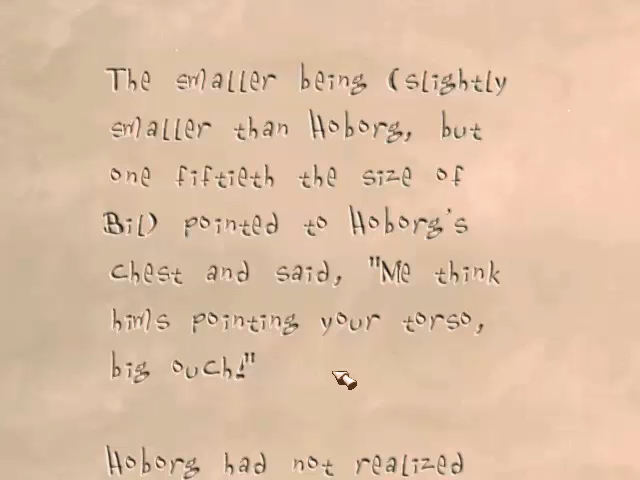 The smaller being (slightly
smaller than Hoborg, but
one fiftieth the size of
Bil) pointed to Hoborg's
chest and said, "Me think
hims pointing your torso,
big ouch!"
Hoborg had not realized